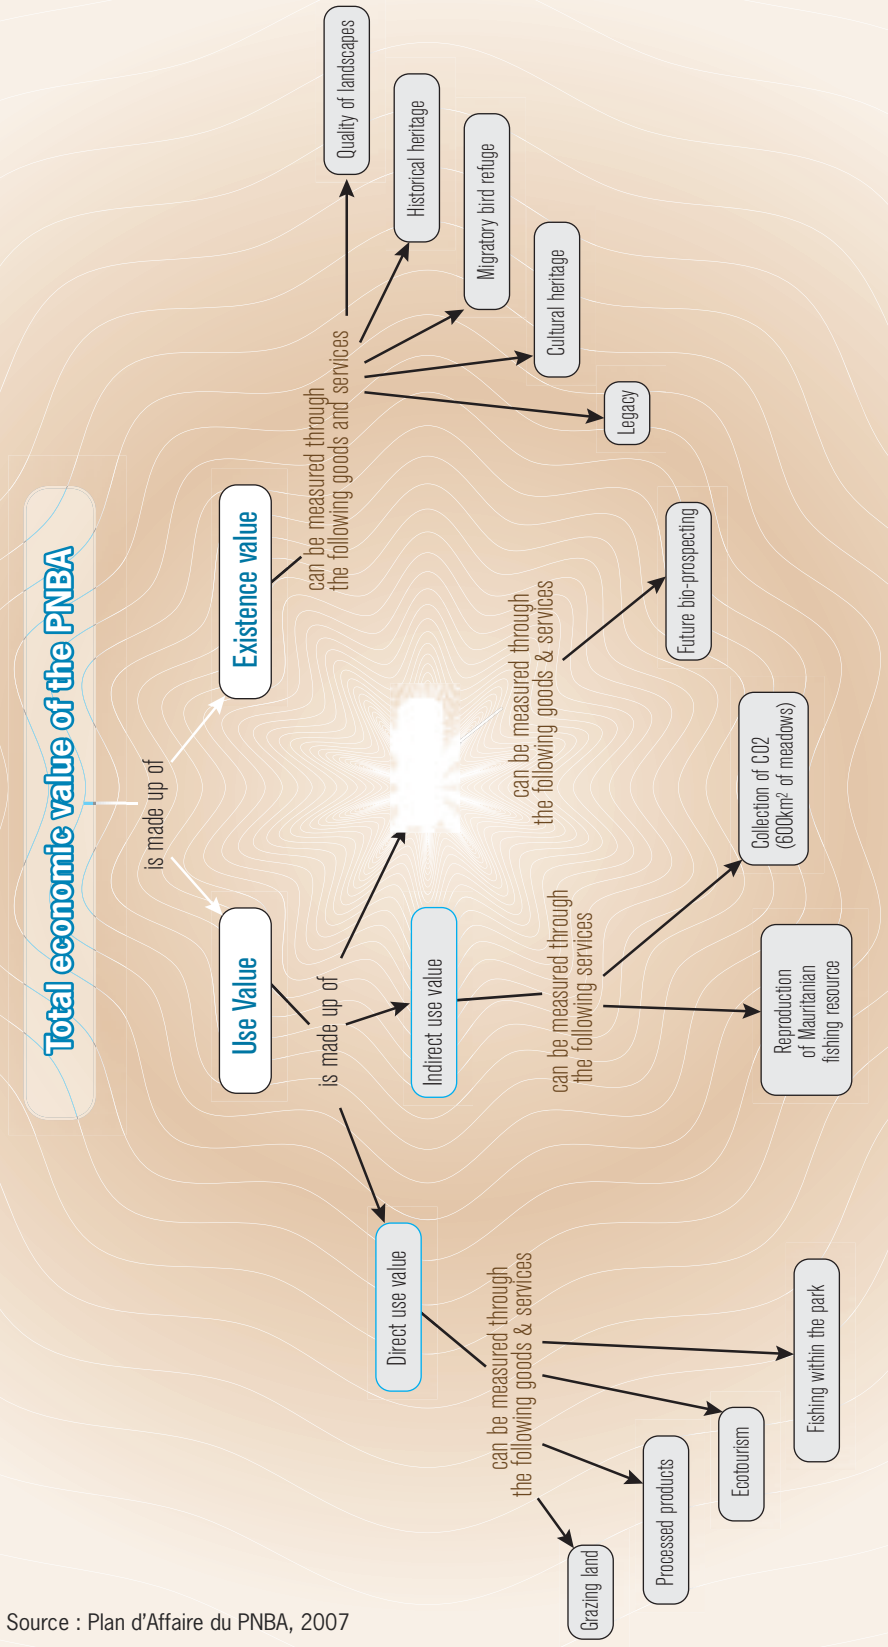 Total economic value of the PNBA
is made up of
Use Value
Existence value
is made up of
can be measured through
the following goods and services
Direct use value
Indirect use value
can be measured through
the following goods & services
can be measured through
the following services
can be measured through
the following goods & services
Grazing land
Processed products
Ecotourism
Fishing within the park
Reproduction
of Mauritanian
fishing resource
Collection of CO2
(600km² of meadows)
Future bio-prospecting
Legacy
Cultural heritage
Migratory bird refuge
Historical heritage
Quality of landscapes
Source : Plan d'Affaire du PNBA, 2007